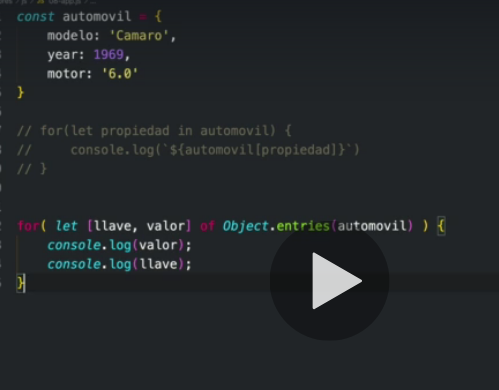 const automovil = {
modelo: 'Camaro',
year: 1969,
motor: '6.0'
}
// for(let propiedad in automovil) {
// console.log(`${automovil[propiedad]}`)
// }
for( let [llave, valor] of Object.entries(automovil) ) {
console.log(valor);
console.log(llave);
}